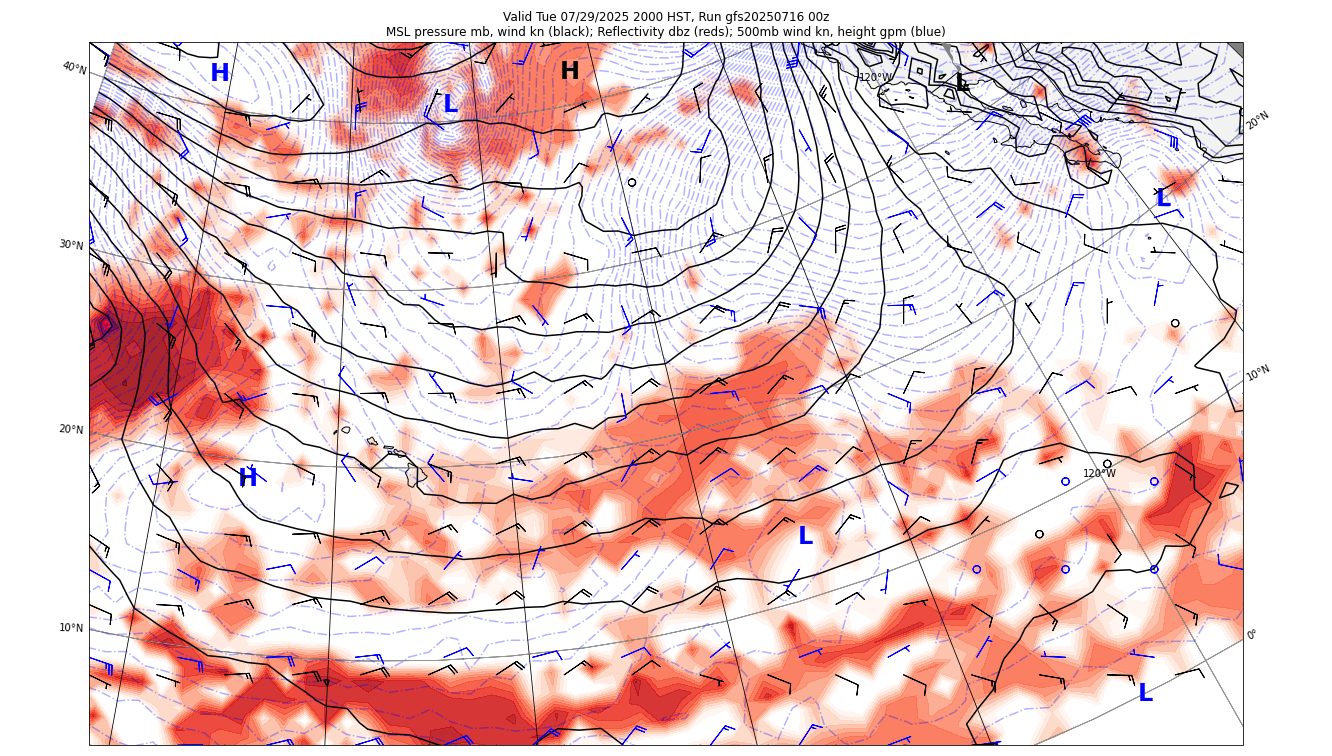 Valid Tue 07/29/2025 2000 HST, Run gfs20250716 00z
MSL pressure mb, wind kn (black); Reflectivity dbz (reds); 500mb wind kn, height gpm (blue)
40°N
H
L
H
120°W
L
20°N
L
30°N
10°N
20°N
H
120°W
L
10°N
0°
L